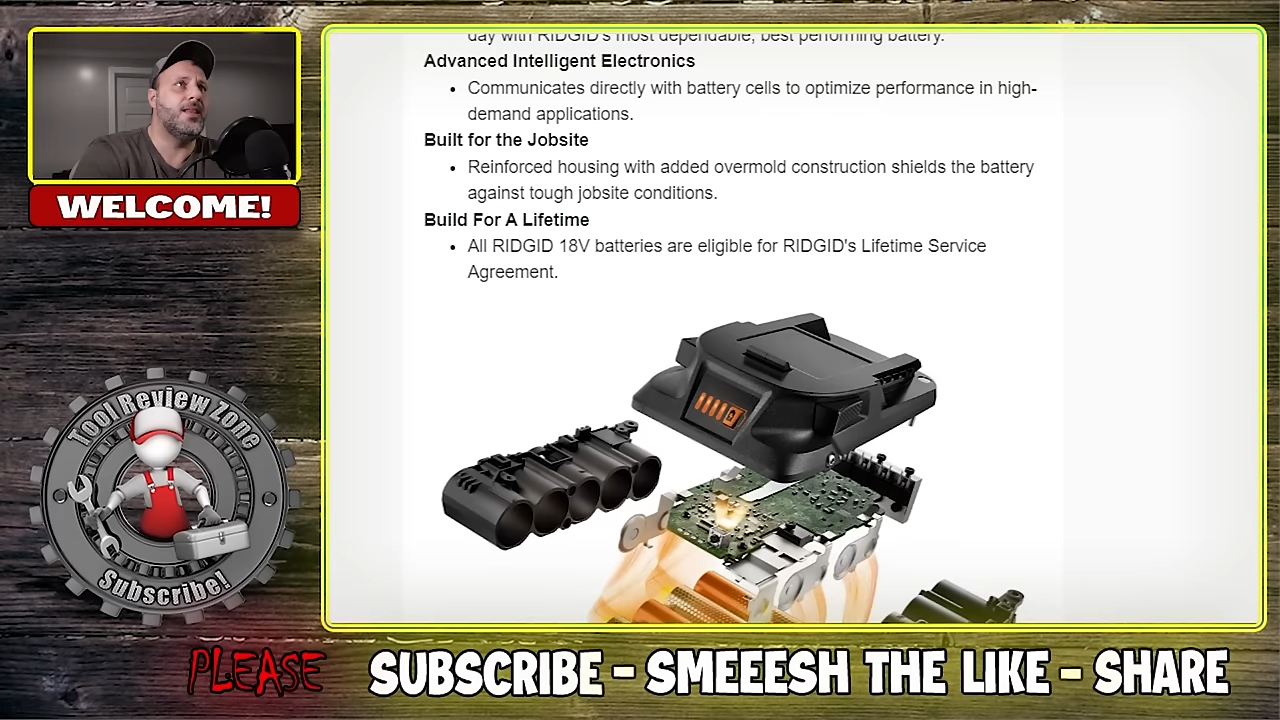 day with RIDGID's most dependable, best performing battery.
Advanced Intelligent Electronics
• Communicates directly with battery cells to optimize performance in high-
demand applications.
Built for the Jobsite
• Reinforced housing with added overmold construction shields the battery
against tough jobsite conditions.
Build For A Lifetime
• All RIDGID 18V batteries are eligible for RIDGID's Lifetime Service
Agreement.
WELCOME!
Tool Review Zone
Subscribe!
PLEASE
SUBSCRIBE - SMEEESH THE LIKE - SHARE